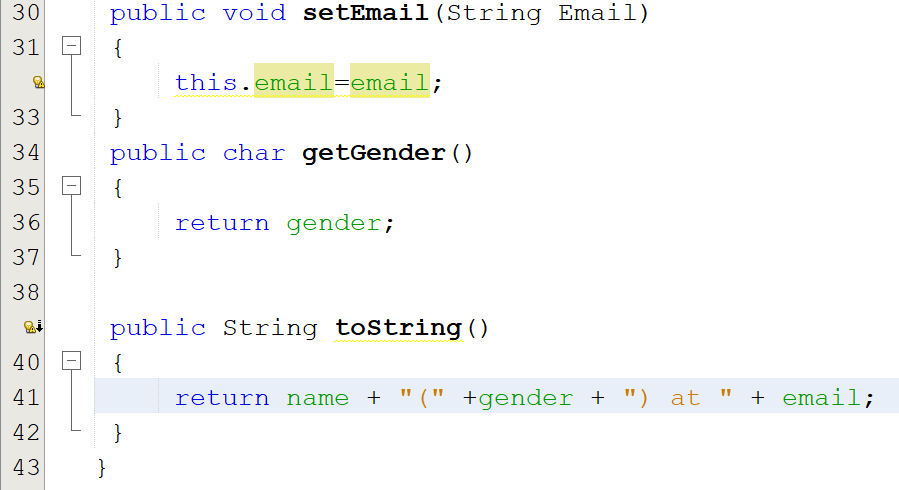 30 public void setEmail(String Email)
31 {
this.email=email;
33 }
34 public char getGender()
35 {
36 return gender;
37 }
38
public String toString()
40 {
41 return name + "(" +gender + ") at " + email;
42 }
43 }